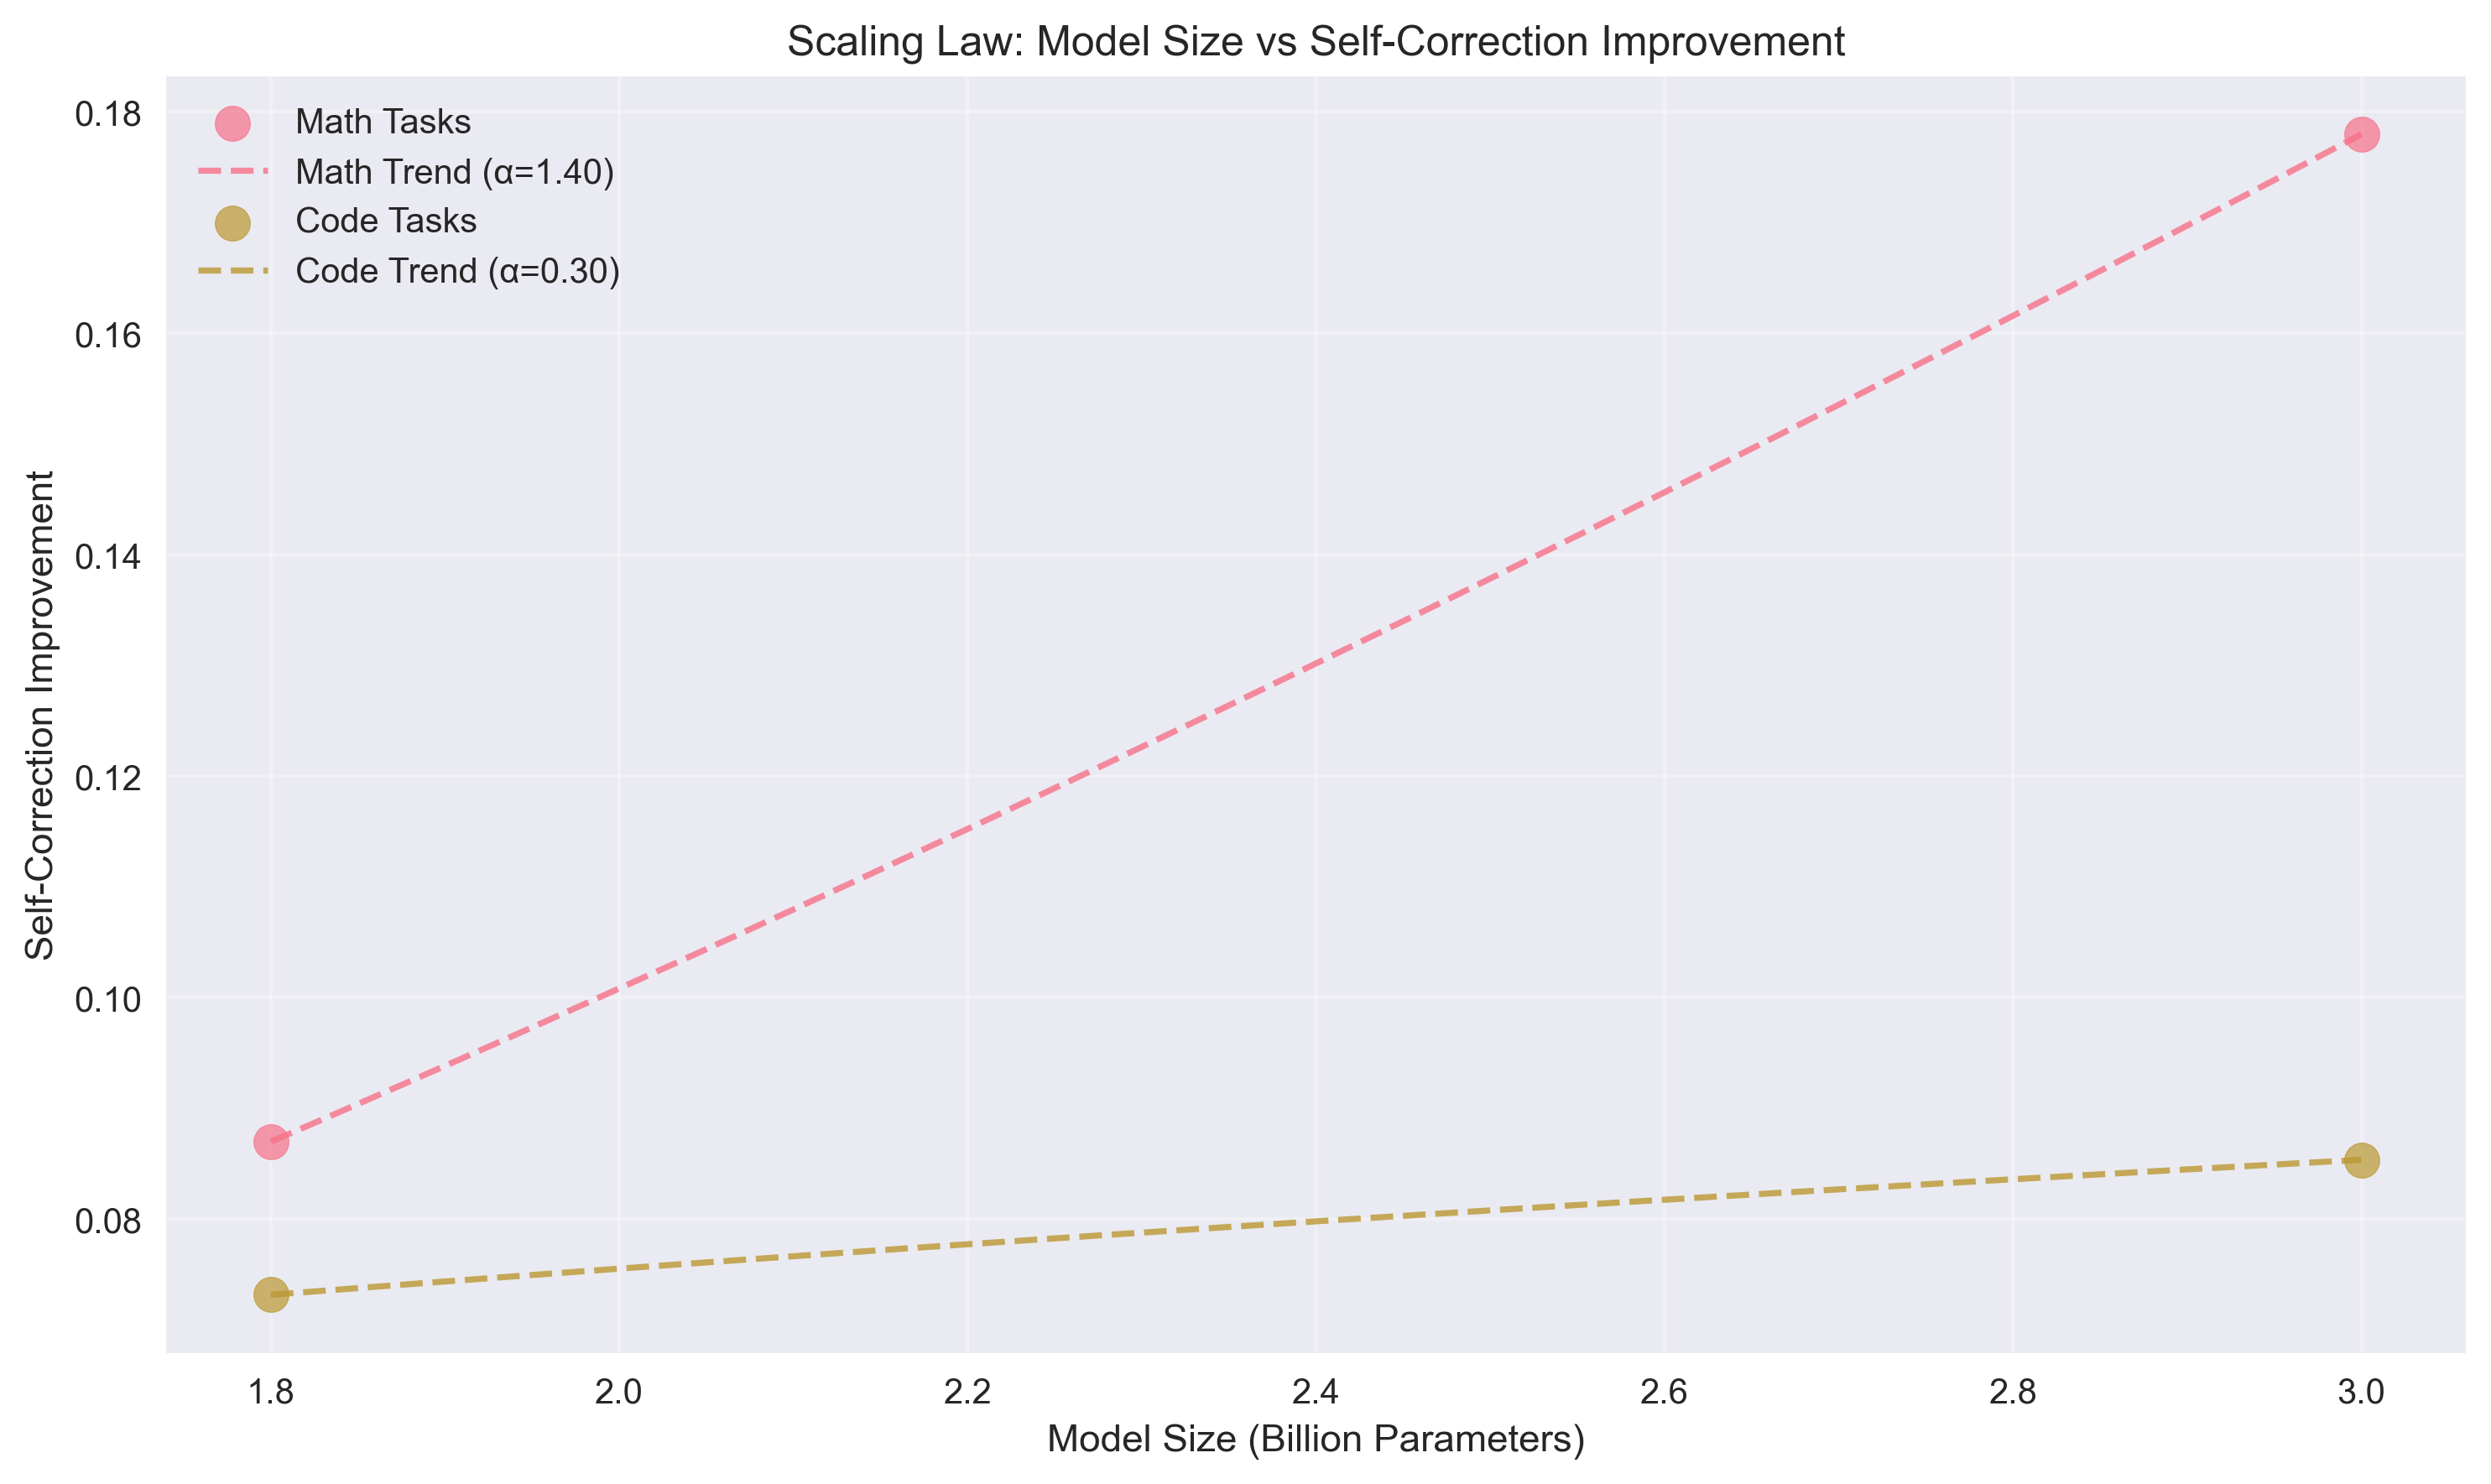 Scaling Law: Model Size vs Self-Correction Improvement
Math Tasks
Math Trend (α=1.40)
Code Tasks
Code Trend (α=0.30)
Self-Correction Improvement
0.18
0.16
0.14
0.12
0.10
0.08
1.8
2.0
2.2
2.4
2.6
2.8
3.0
Model Size (Billion Parameters)